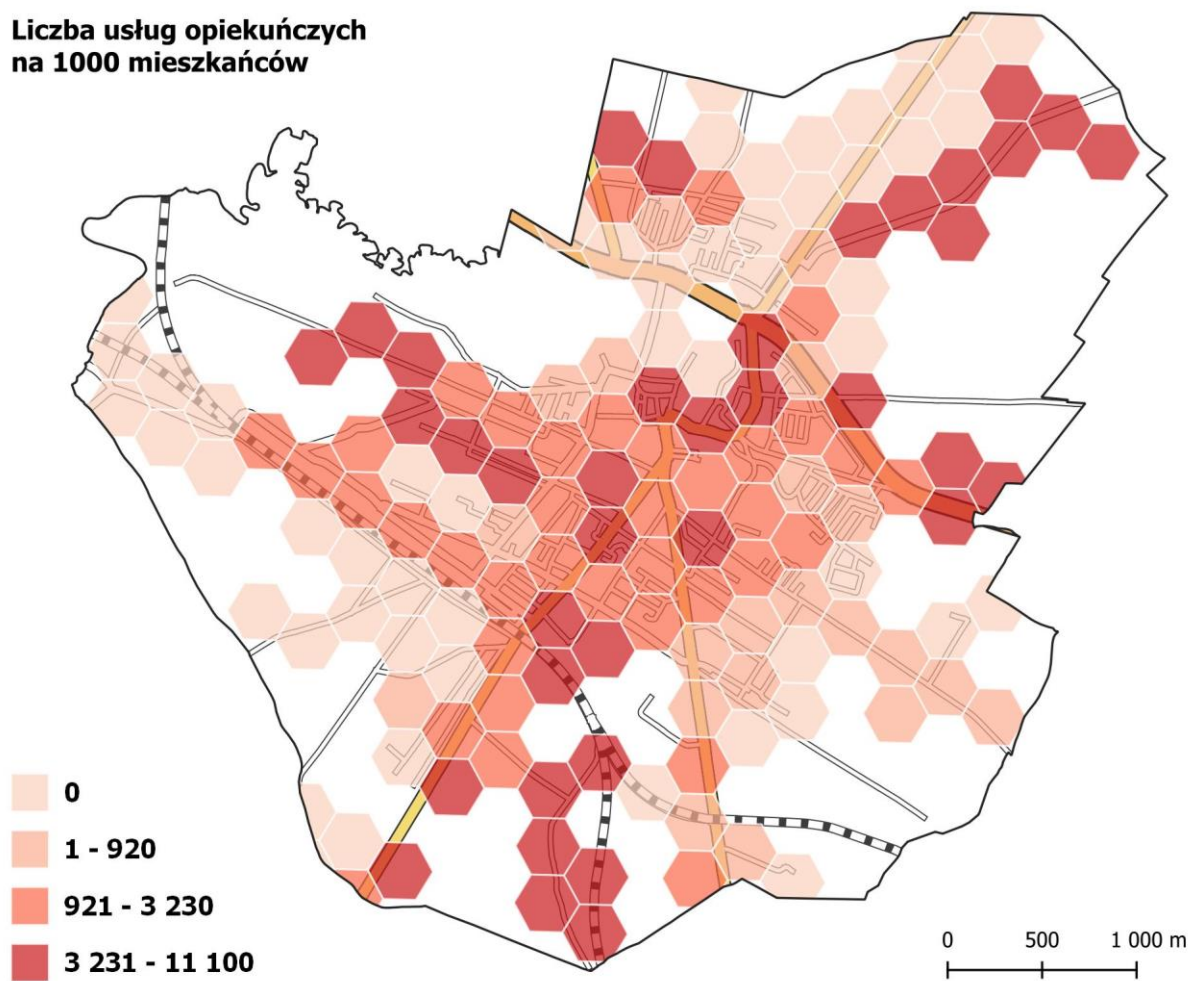 Liczba usług opiekuńczych
na 1000 mieszkańców
0
1 - 920
921 - 3 230
3 231 - 11 100
0 500 1 000 m